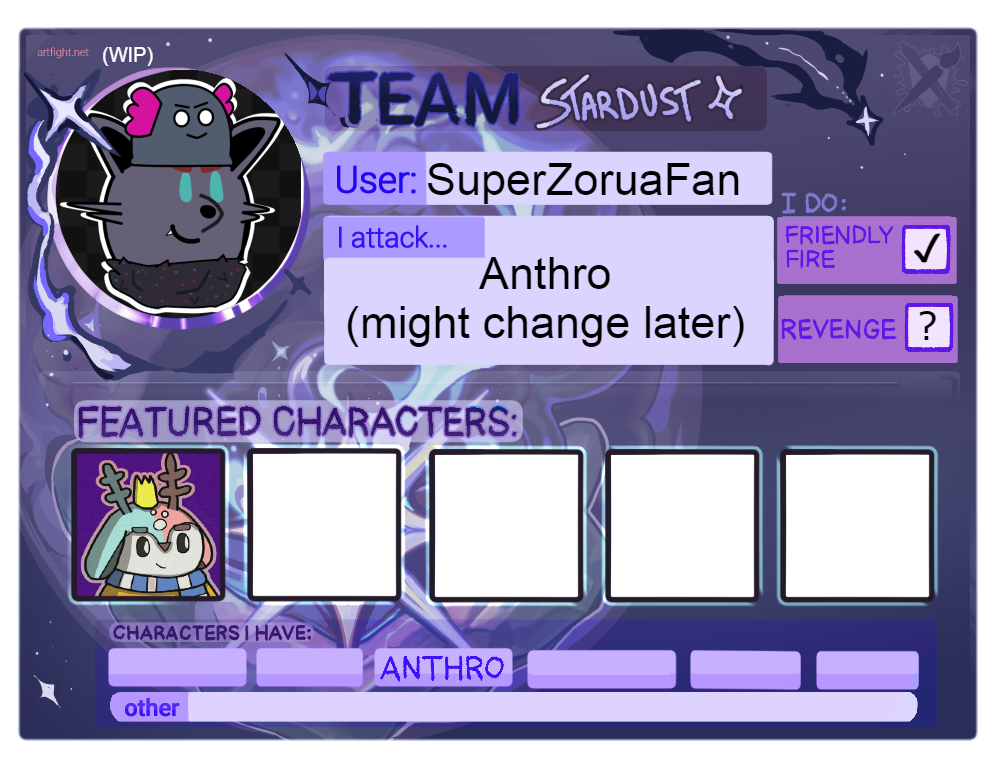 artfight.net (WIP)
TEAM STARDUST
User: SuperZoruaFan
I attack...
Anthro
(might change later)
I DO:
FRIENDLY
FIRE ✓
REVENGE ?
FEATURED CHARACTERS:
CHARACTERS I HAVE:
ANTHRO
other